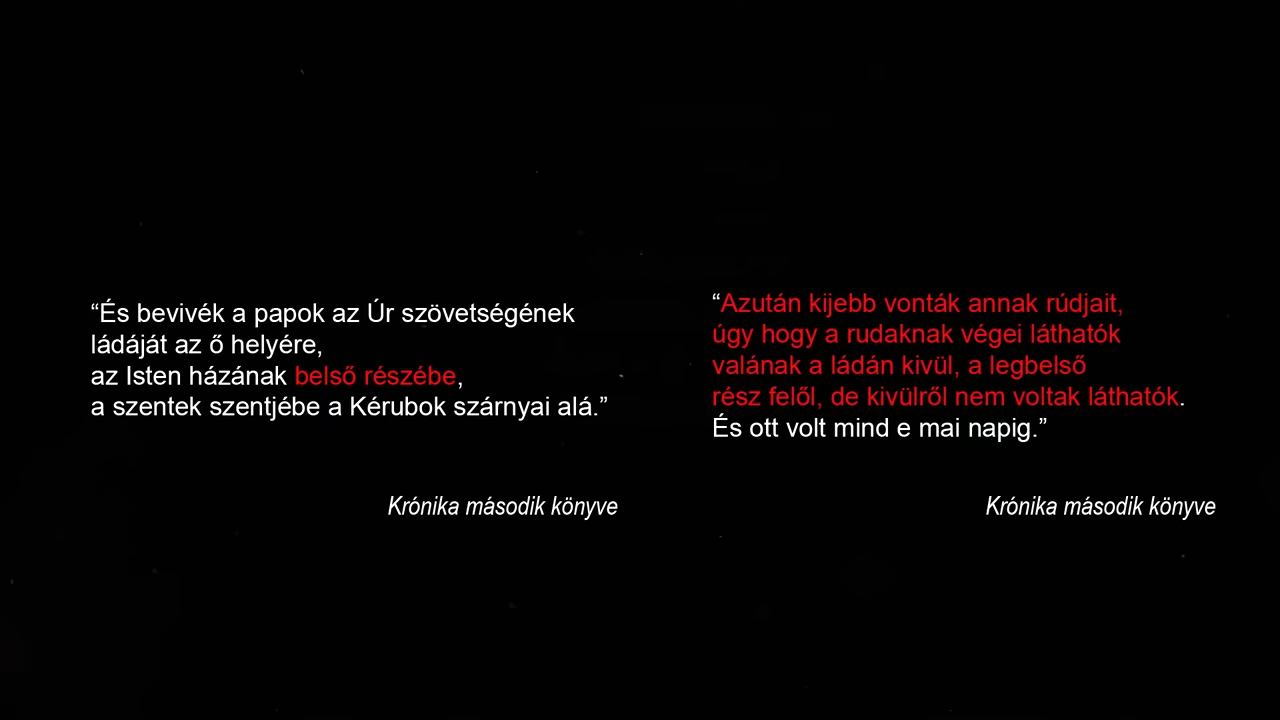 “És bevivék a papok az Úr szövetségének
ládáját az ő helyére,
az Isten házának belső részébe,
a szentek szentjébe a Kérubok szárnyai alá.”
Krónika második könyve
“Azután kijebb vonták annak rúdjait,
úgy hogy a rudaknak végei láthatók
valának a ládán kivül, a legbelső
rész felől, de kivülről nem voltak láthatók.
És ott volt mind e mai napig.”
Krónika második könyve